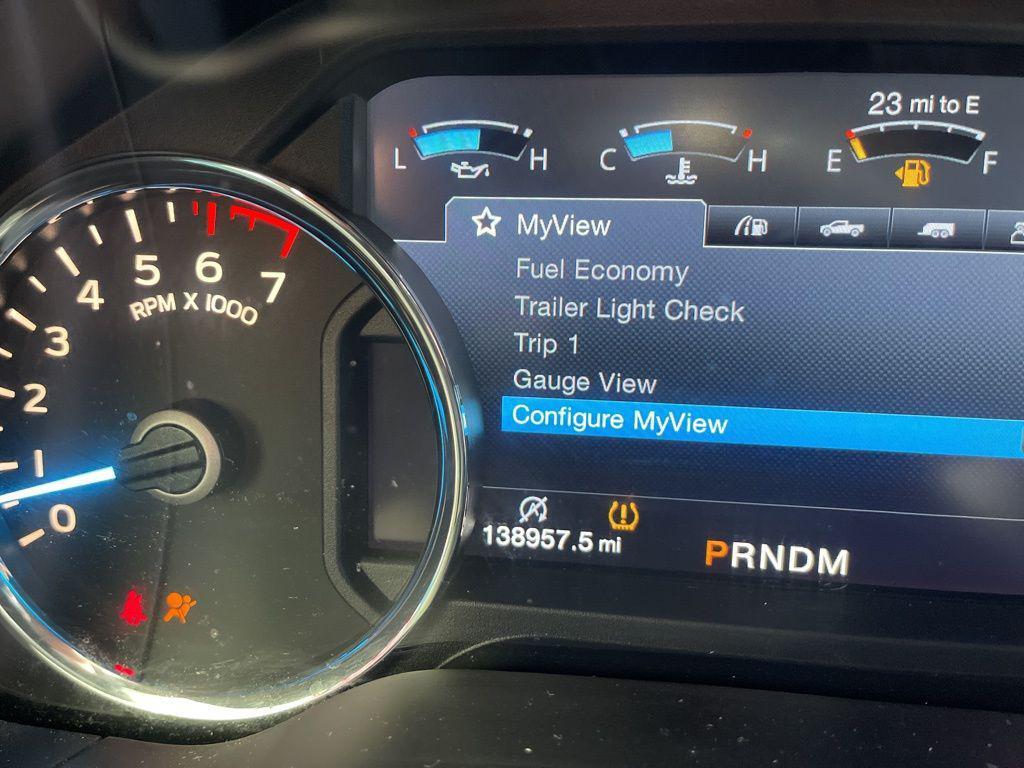 23 mi to E
L H
C H
E F
MyView
Fuel Economy
Trailer Light Check
Trip 1
Gauge View
Configure MyView
138957.5 mi
PRNDM
0
1
2
3
4
5
6
7
RPM X 1000